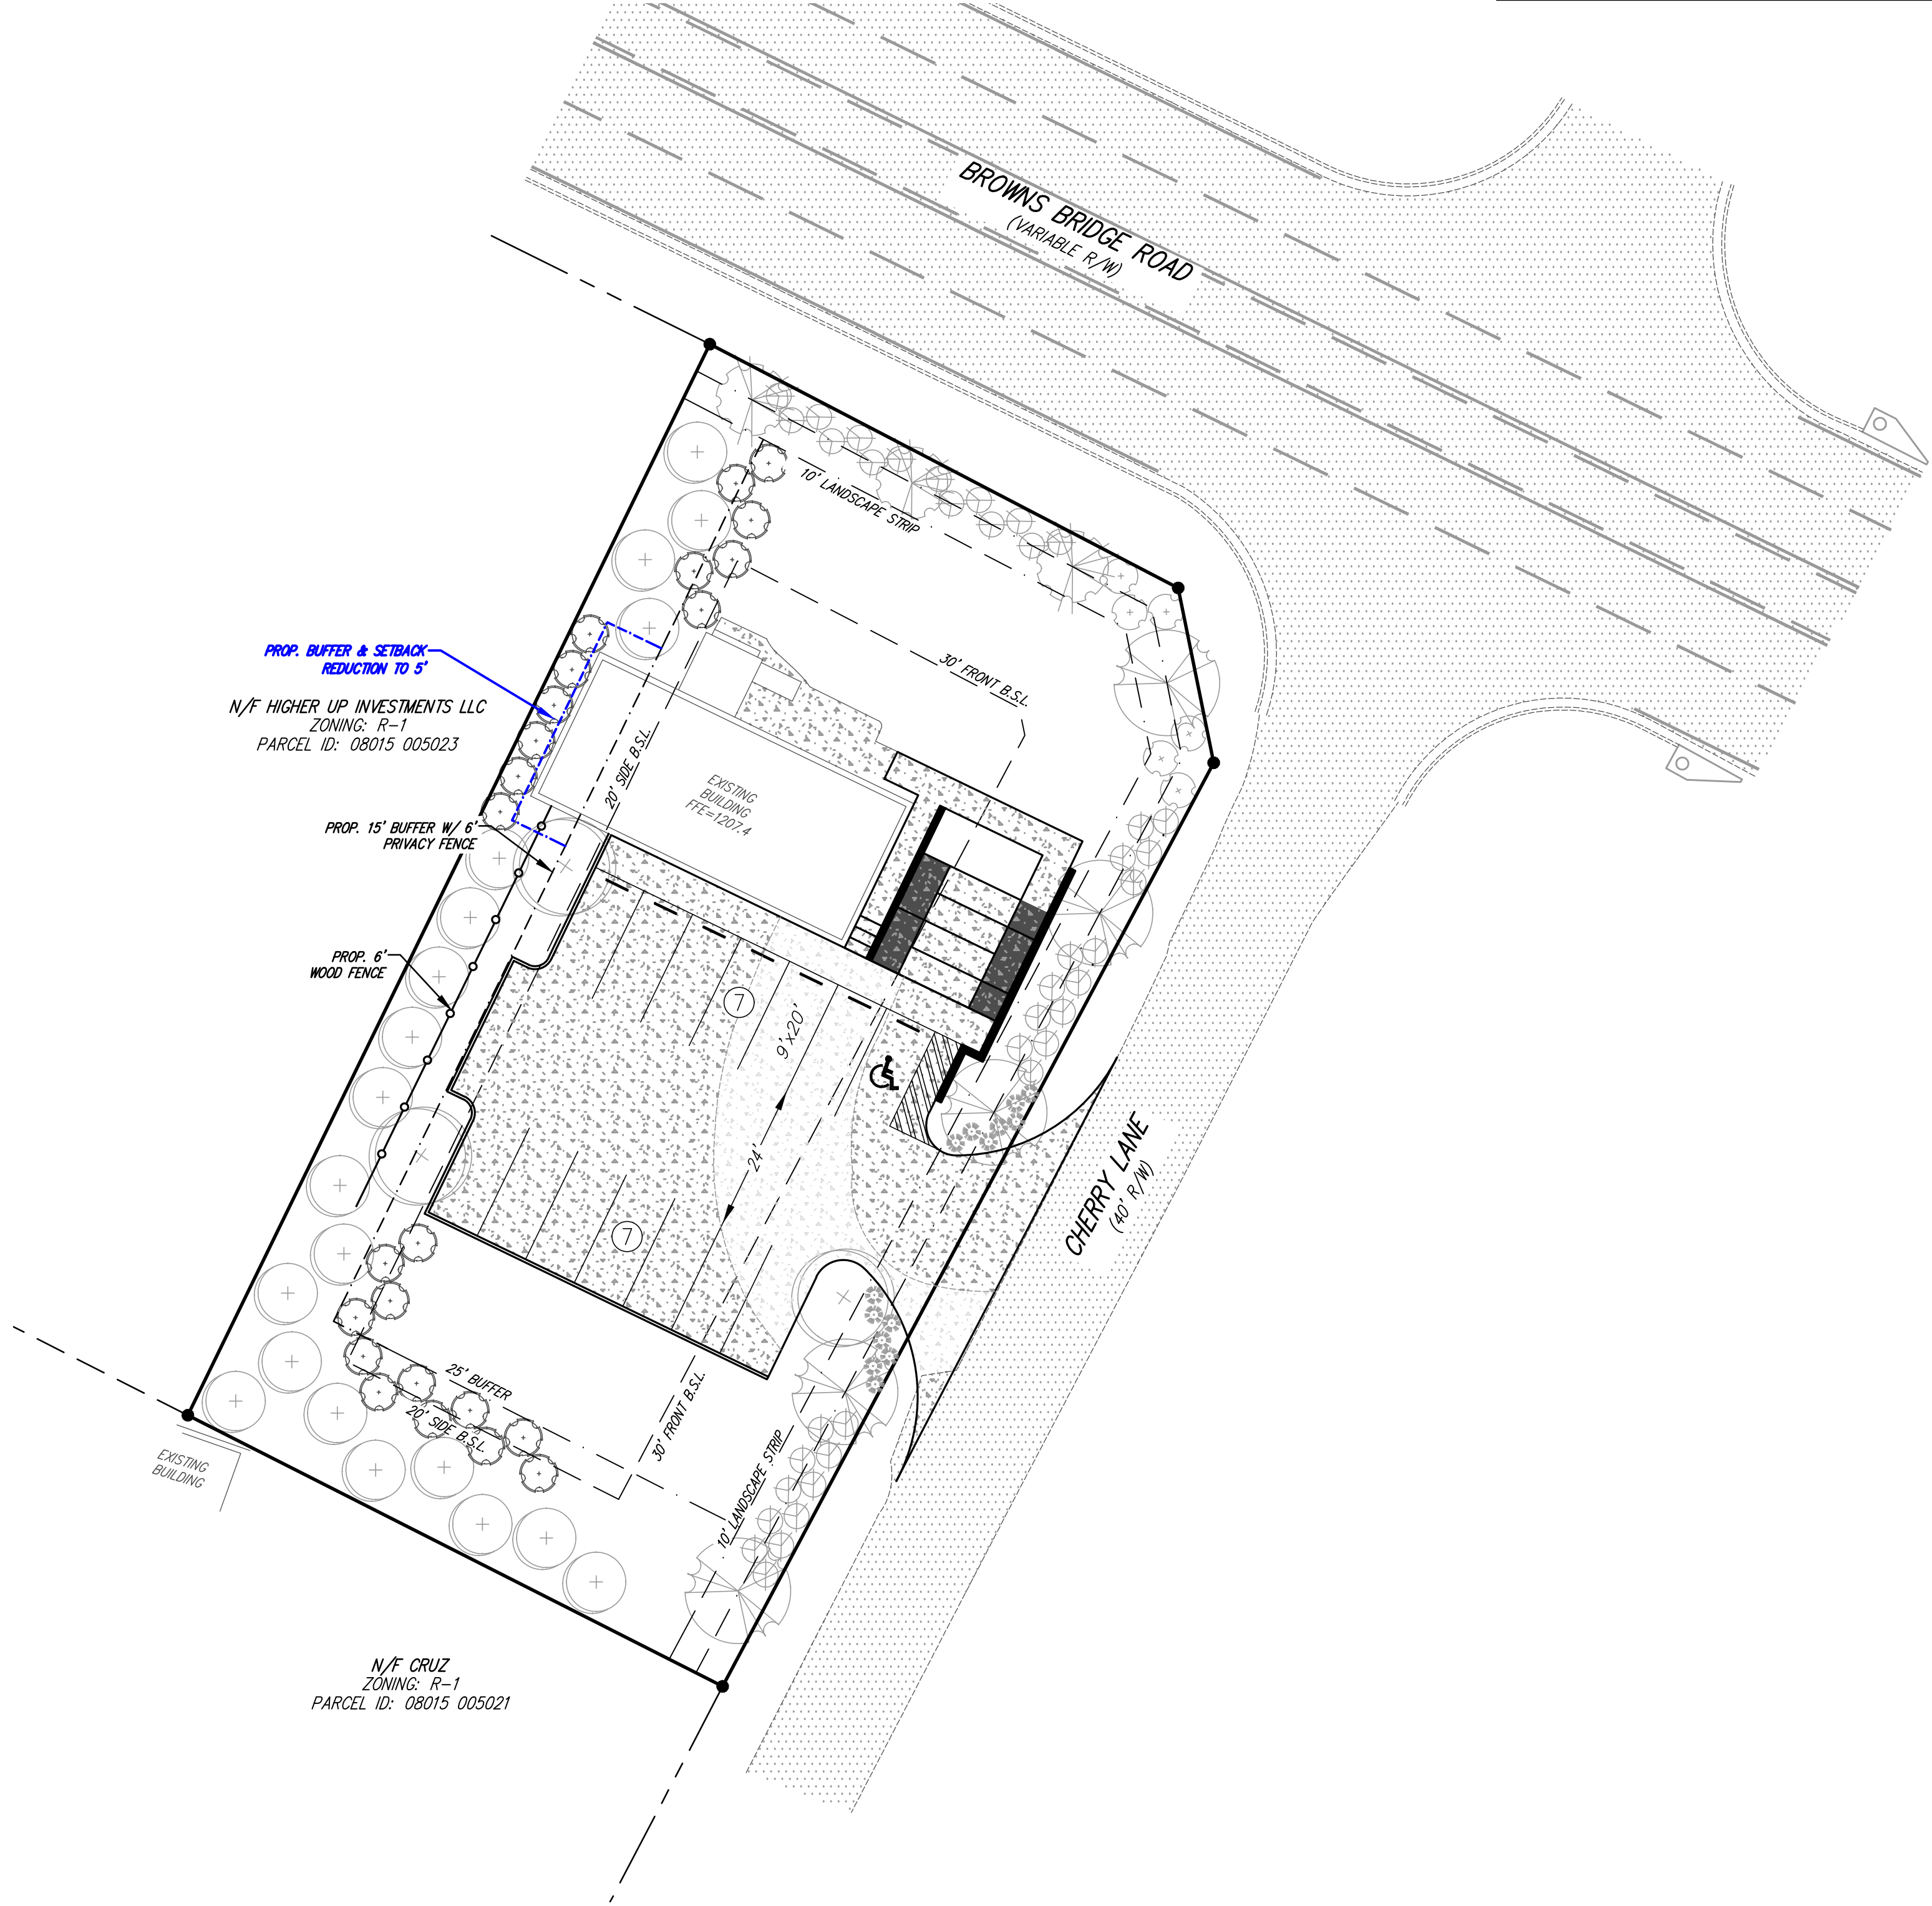 BROWNS BRIDGE ROAD
(VARIABLE R/W)
10' LANDSCAPE STRIP
30' FRONT B.S.L.
PROP. BUFFER & SETBACK
REDUCTION TO 5'
N/F HIGHER UP INVESTMENTS LLC
ZONING: R-1
PARCEL ID: 08015 005023
20' SIDE B.S.L.
EXISTING
BUILDING
FFE=1207.4
PROP. 15' BUFFER W/ 6'
PRIVACY FENCE
PROP. 6'
WOOD FENCE
7
9'x20'
24'
7
CHERRY LANE
(40' R/W)
25' BUFFER
20' SIDE B.S.L.
30' FRONT B.S.L.
10' LANDSCAPE STRIP
EXISTING
BUILDING
N/F CRUZ
ZONING: R-1
PARCEL ID: 08015 005021